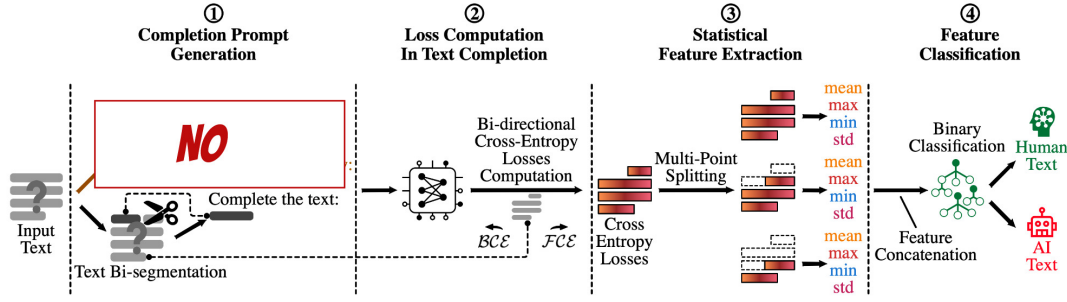 ①
Completion Prompt
Generation
②
Loss Computation
In Text Completion
③
Statistical
Feature Extraction
④
Feature
Classification
NO
Input
Text
?
Complete the text:
?
Text Bi-segmentation
Bi-directional
Cross-Entropy
Losses
Computation
BCE
FCE
Cross
Entropy
Losses
Multi-Point
Splitting
mean
max
min
std
mean
max
min
std
mean
max
min
std
Feature
Concatenation
Binary
Classification
Human
Text
AI
Text